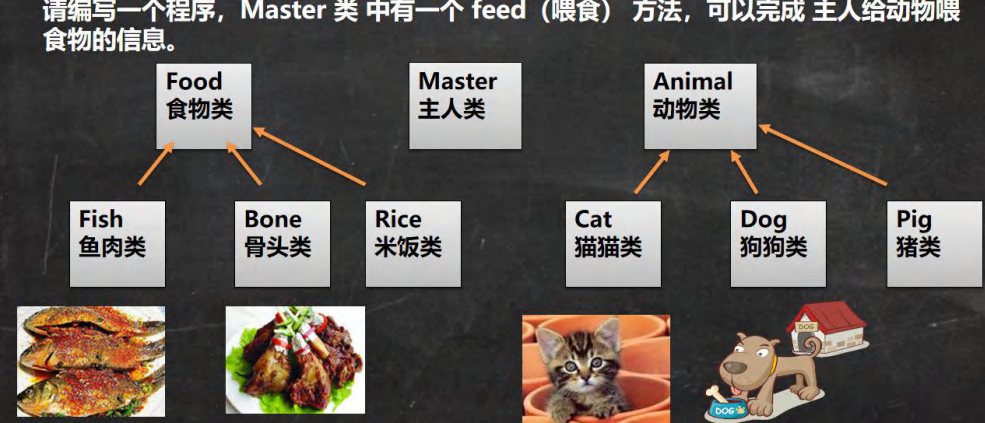 请编写一个程序，Master 类 中有一个 feed（喂食） 方法，可以完成 主人给动物喂
食物的信息。
Food
食物类
Master
主人类
Animal
动物类
Fish
鱼肉类
Bone
骨头类
Rice
米饭类
Cat
猫猫类
Dog
狗狗类
Pig
猪类
DOG
DOG